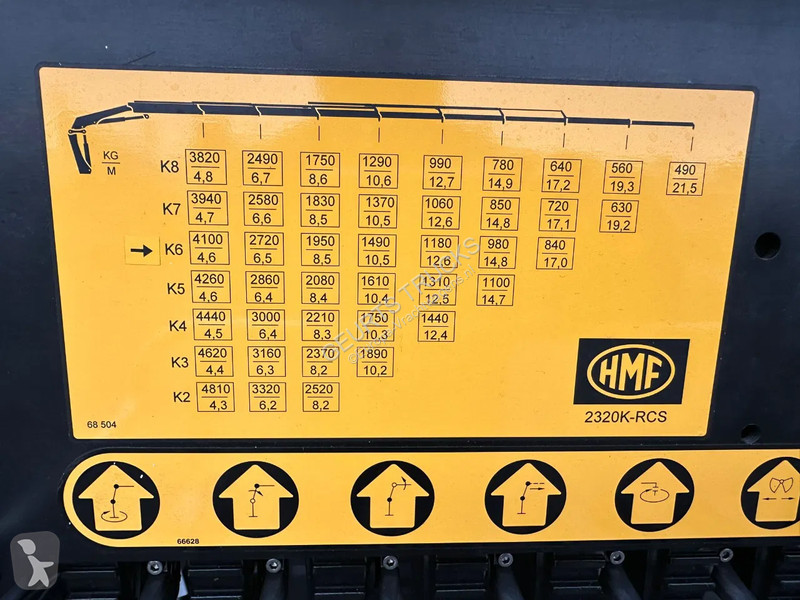 KG
M
K8 3820 2490 1750 1290 990 780 640 560 490
4,8 6,7 8,6 10,6 12,7 14,9 17,2 19,3 21,5
K7 3940 2580 1830 1370 1060 850 720 630
4,7 6,6 8,5 10,5 12,6 14,8 17,1 19,2
K6 4100 2720 1950 1490 1180 980 840
4,6 6,5 8,5 10,5 12,6 14,8 17,0
K5 4260 2860 2080 1610 1310 1100
4,6 6,4 8,4 10,4 12,5 14,7
K4 4440 3000 2210 1750 1440
4,5 6,4 8,3 10,3 12,4
K3 4620 3160 2370 1890
4,4 6,3 8,2 10,2
K2 4810 3320 2520
4,3 6,2 8,2
HMF
2320K-RCS
68 504
66628
GEURTS TRUCKS